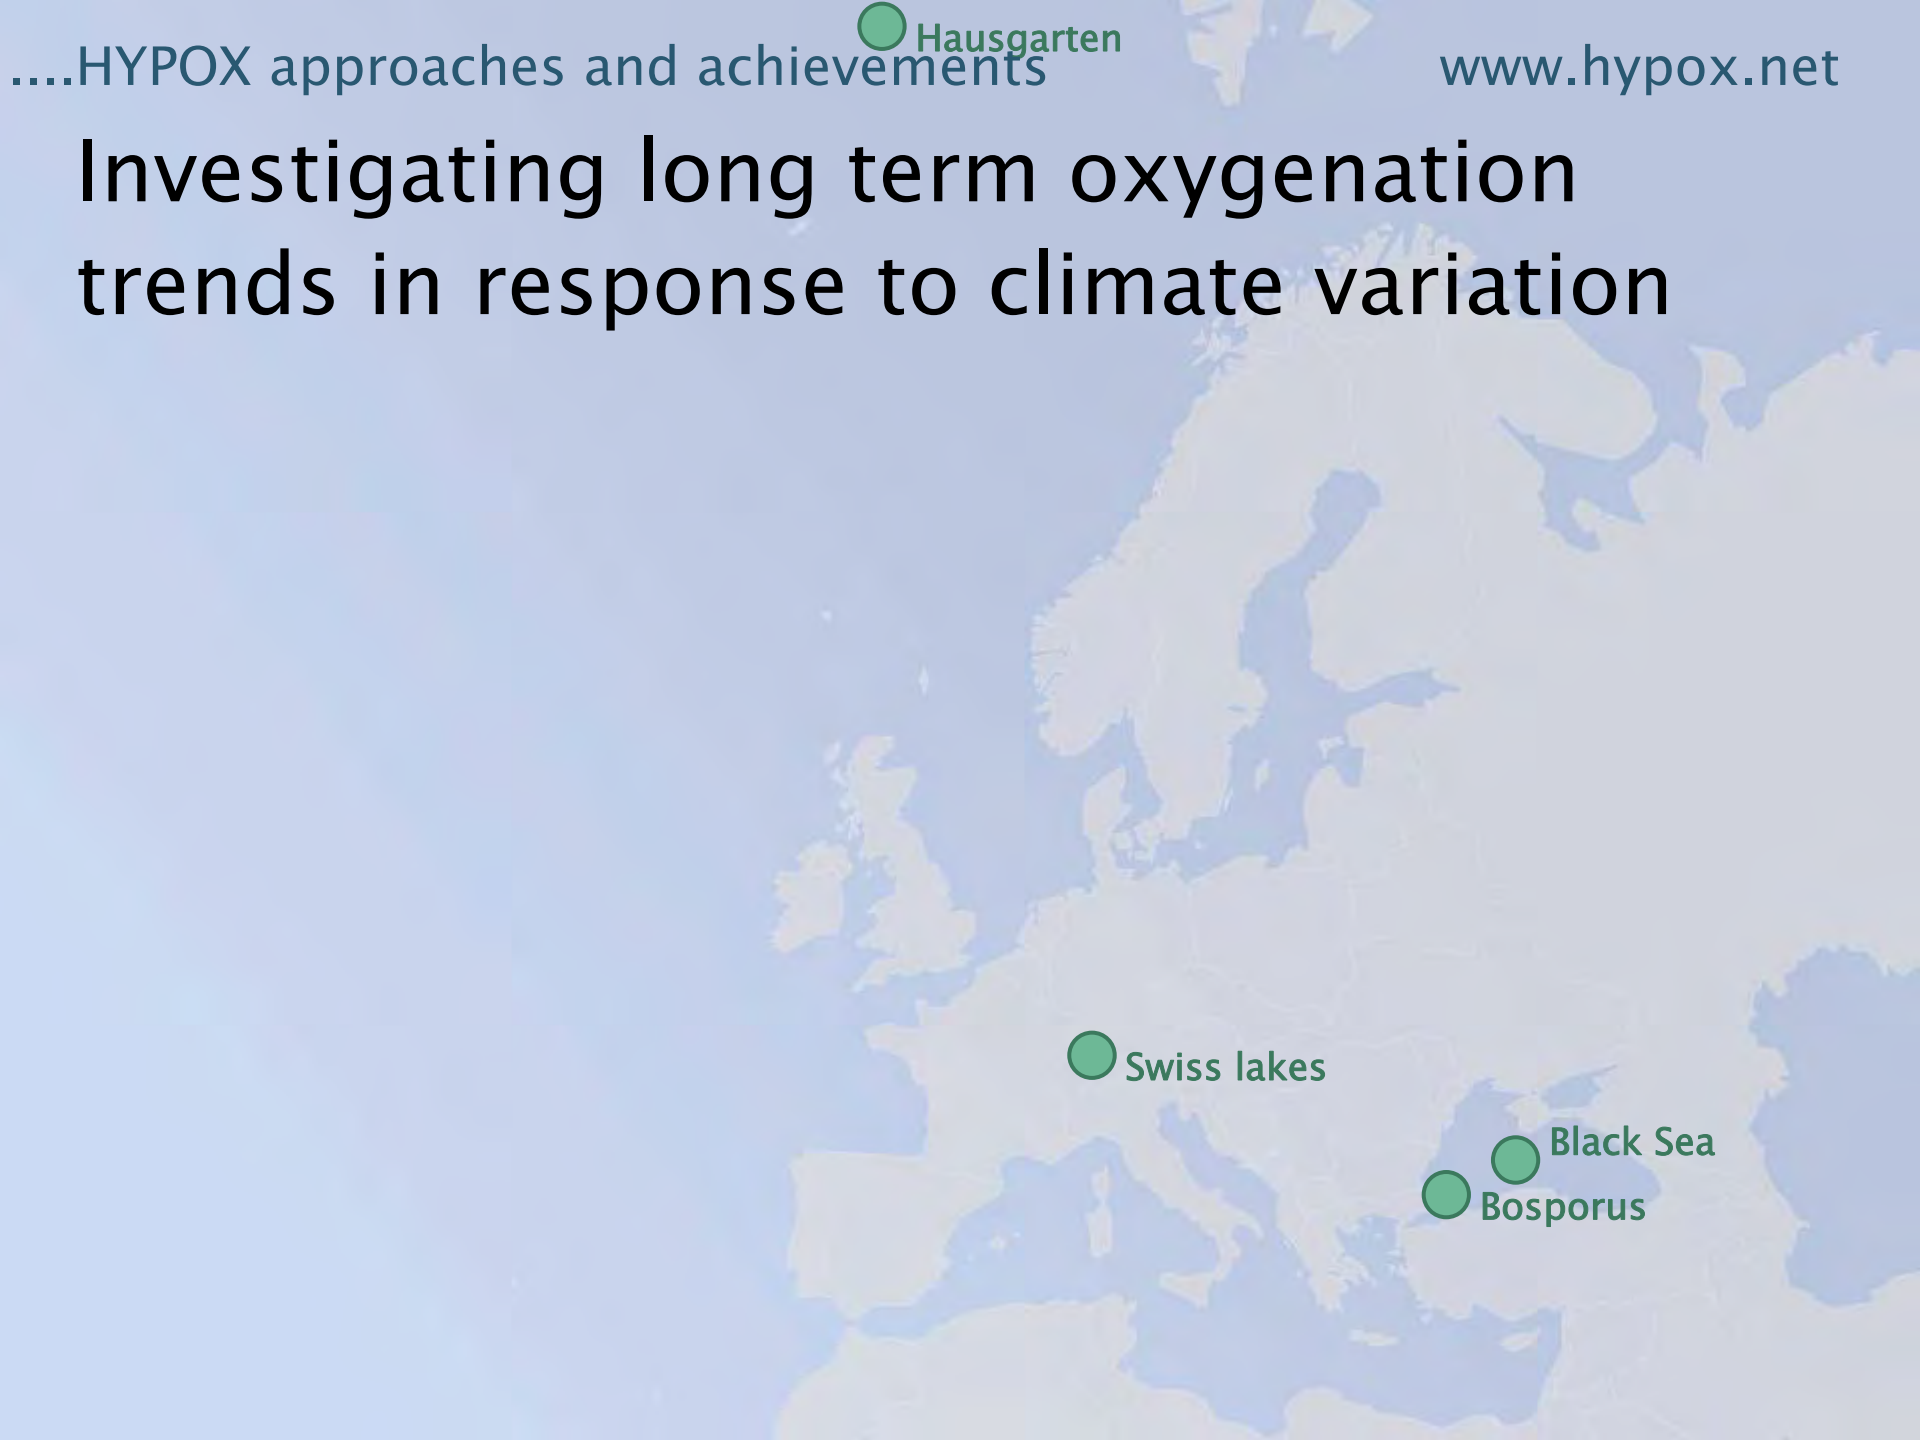 Hausgarten
....HYPOX approaches and achievements
www.hypox.net
Investigating long term oxygenation
trends in response to climate variation
Swiss lakes
Black Sea
Bosporus